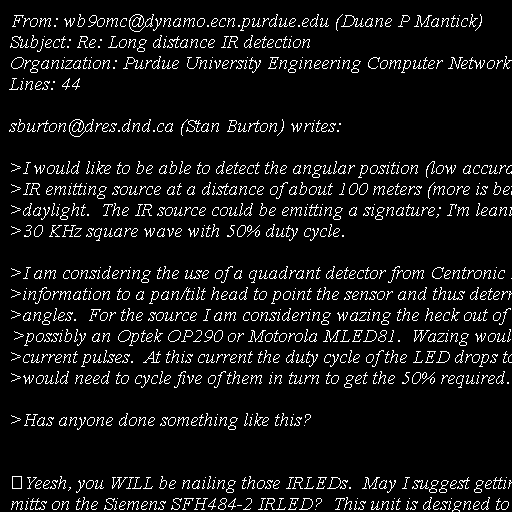 From: wb9omc@dynamo.ecn.purdue.edu (Duane P Mantick)
Subject: Re: Long distance IR detection
Organization: Purdue University Engineering Computer Network
Lines: 44

sburton@dres.dnd.ca (Stan Burton) writes:

>I would like to be able to detect the angular position (low
>IR emitting source at a distance of about 100 meters (more is
>daylight.  The IR source could be emitting a signature; I'm
>30 KHz square wave with 50% duty cycle.

>I am considering the use of a quadrant detector from Centronic
>information to a pan/tilt head to point the sensor and thus
>angles.  For the source I am considering wazing the heck out of
>possibly an Optek OP290 or Motorola MLED81.  Wazing
>current pulses.  At this current the duty cycle of the LED drops
>would need to cycle five of them in turn to get the 50% required.

>Has anyone done something like this?

Yeesh, you WILL be nailing those IRLEDs.  May I suggest
mitts on the Siemens SFH484-2 IRLED?  This unit is designed to